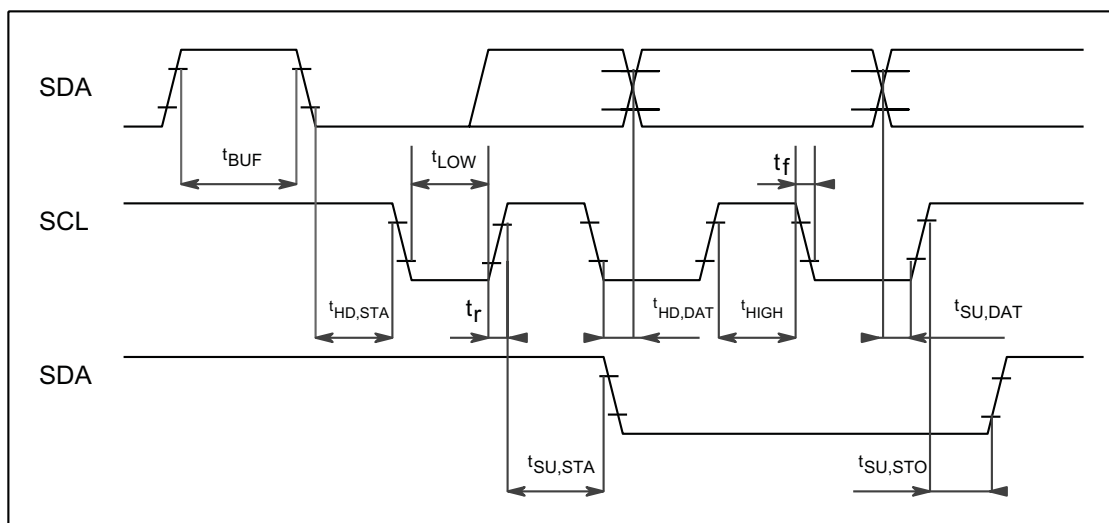 SDA
tBUF
tLOW
tf
SCL
tHD,STA
tr
tHD,DAT
tHIGH
tSU,DAT
SDA
tSU,STA
tSU,STO